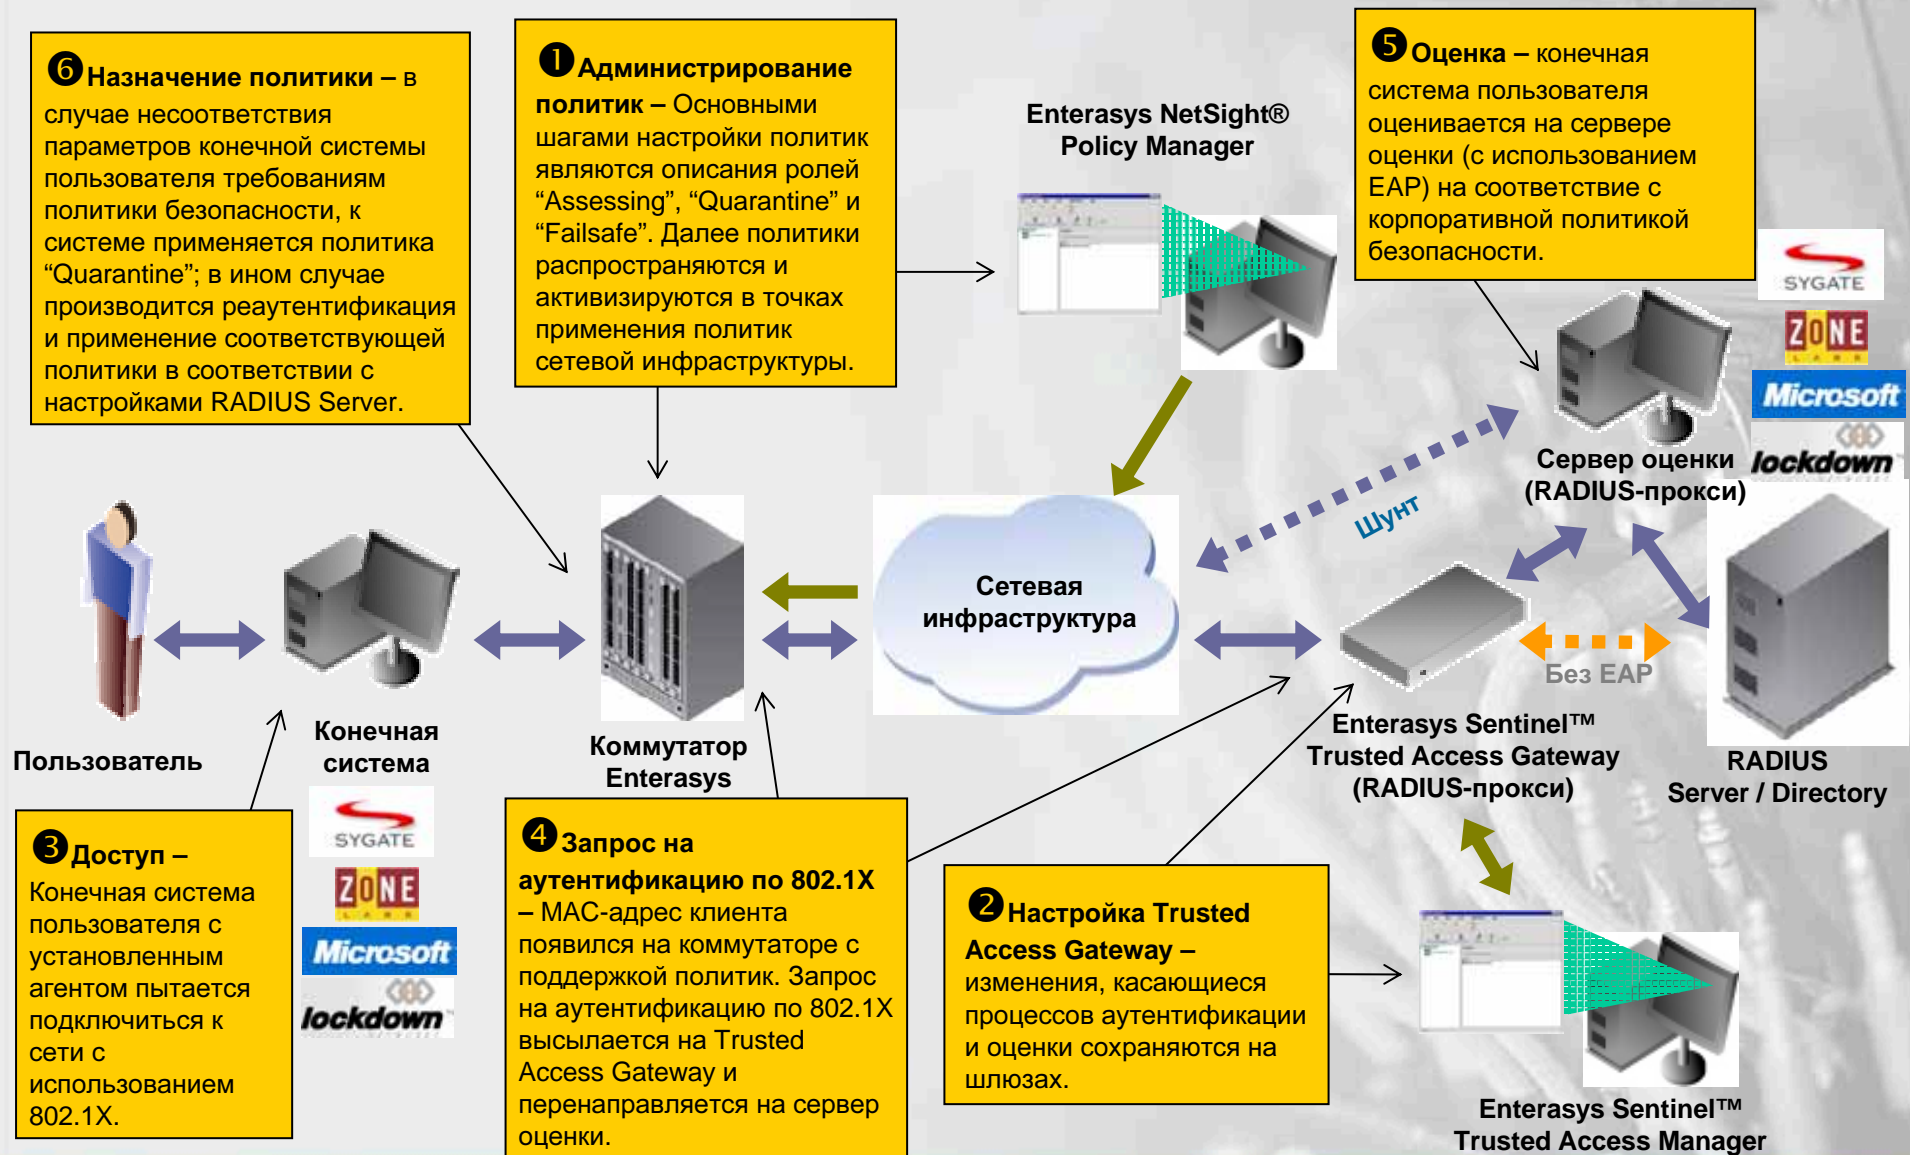 ❻Назначение политики – в
случае несоответствия
параметров конечной системы
пользователя требованиям
политики безопасности, к
системе применяется политика
“Quarantine”; в ином случае
производится реаутентификация
и применение соответствующей
политики в соответствии с
настройками RADIUS Server.
❶Администрирование
политик – Основными
шагами настройки политик
являются описания ролей
“Assessing”, “Quarantine” и
“Failsafe”. Далее политики
распространяются и
активизируются в точках
применения политик
сетевой инфраструктуры.
Enterasys NetSight®
Policy Manager
❺Оценка – конечная
система пользователя
оценивается на сервере
оценки (с использованием
EAP) на соответствие с
корпоративной политикой
безопасности.
SYGATE
ZONE
LABS
Microsoft
lockdown
Сервер оценки
(RADIUS-прокси)
Шунт
Сетевая
инфраструктура
Без EAP
Пользователь
Конечная
система
Коммутатор
Enterasys
Enterasys Sentinel™
Trusted Access Gateway
(RADIUS-прокси)
RADIUS
Server / Directory
❸Доступ –
Конечная система
пользователя с
установленным
агентом пытается
подключиться к
сети с
использованием
802.1X.
SYGATE
ZONE
LABS
Microsoft
lockdown
❹Запрос на
аутентификацию по 802.1X
– MAC-адрес клиента
появился на коммутаторе с
поддержкой политик. Запрос
на аутентификацию по 802.1X
высылается на Trusted
Access Gateway и
перенаправляется на сервер
оценки.
❷Настройка Trusted
Access Gateway –
изменения, касающиеся
процессов аутентификации
и оценки сохраняются на
шлюзах.
Enterasys Sentinel™
Trusted Access Manager